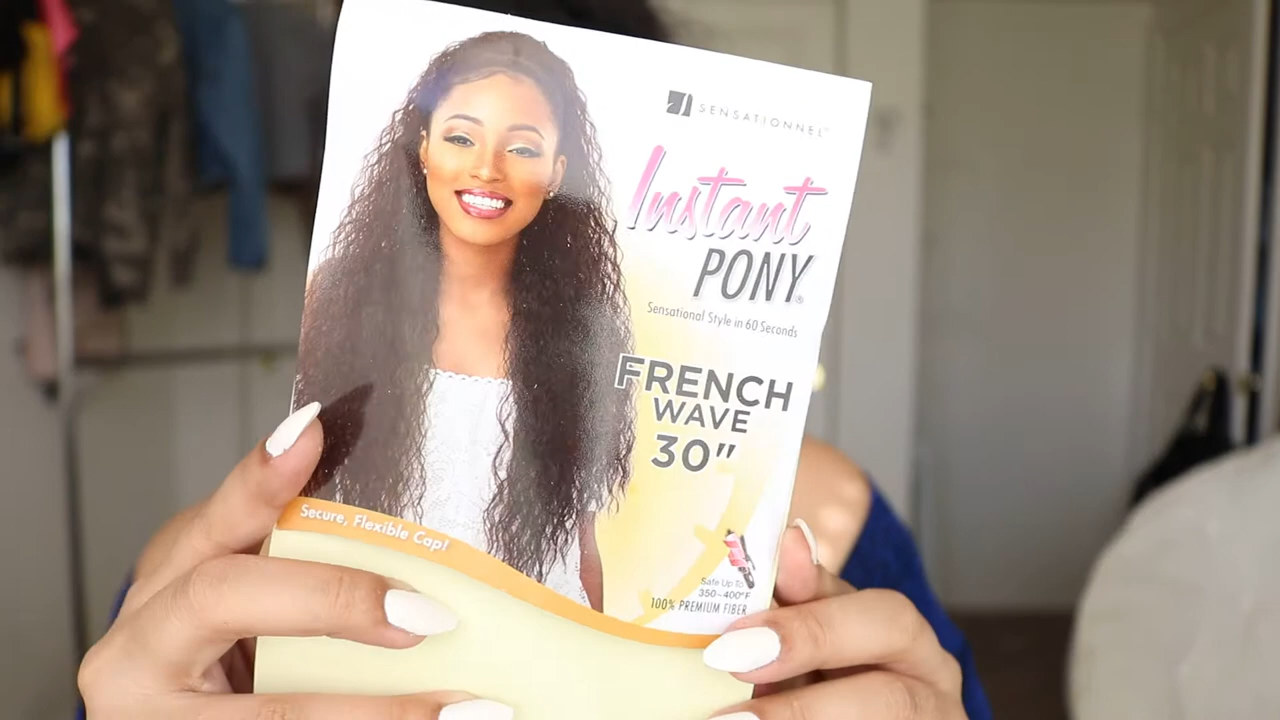 SENSATIONNEL™
Instant
PONY®
Sensational Style in 60 Seconds
FRENCH
WAVE
30"
Secure, Flexible Cap!
Safe Up To
350~400°F
100% PREMIUM FIBER